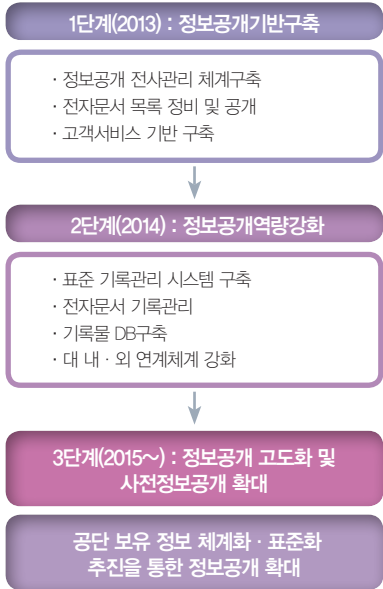 1단계(2013) : 정보공개기반구축
· 정보공개 전사관리 체계구축
· 전자문서 목록 정비 및 공개
· 고객서비스 기반 구축
2단계(2014) : 정보공개역량강화
· 표준 기록관리 시스템 구축
· 전자문서 기록관리
· 기록물 DB구축
· 대 내 · 외 연계체계 강화
3단계(2015~) : 정보공개 고도화 및
사전정보공개 확대
공단 보유 정보 체계화 · 표준화
추진을 통한 정보공개 확대